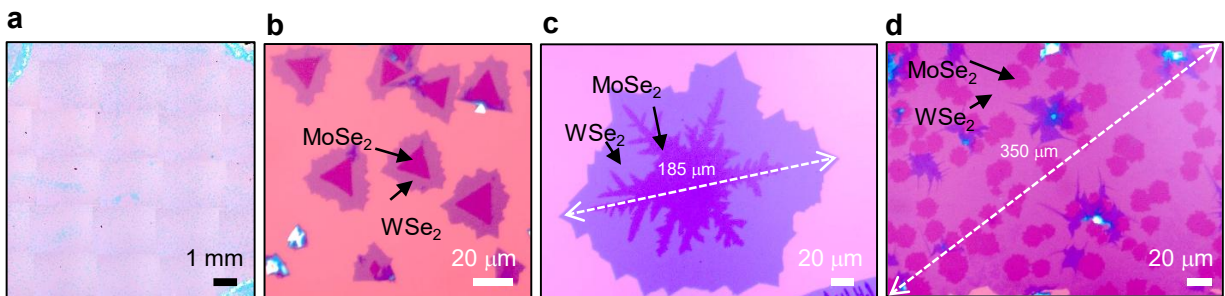 a
1 mm
b
MoSe₂
WSe₂
20 μm
c
MoSe₂
WSe₂
185 μm
20 μm
d
MoSe₂
WSe₂
350 μm
20 μm